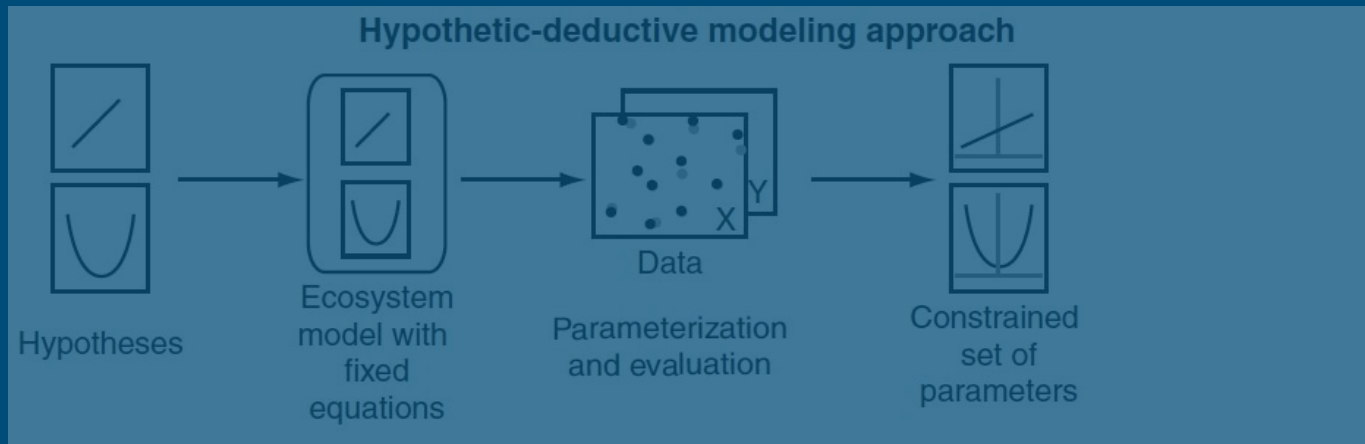 Hypothetic-deductive modeling approach
Hypotheses
Ecosystem
model with
fixed
equations
X
Y
Data
Parameterization
and evaluation
Constrained
set of
parameters